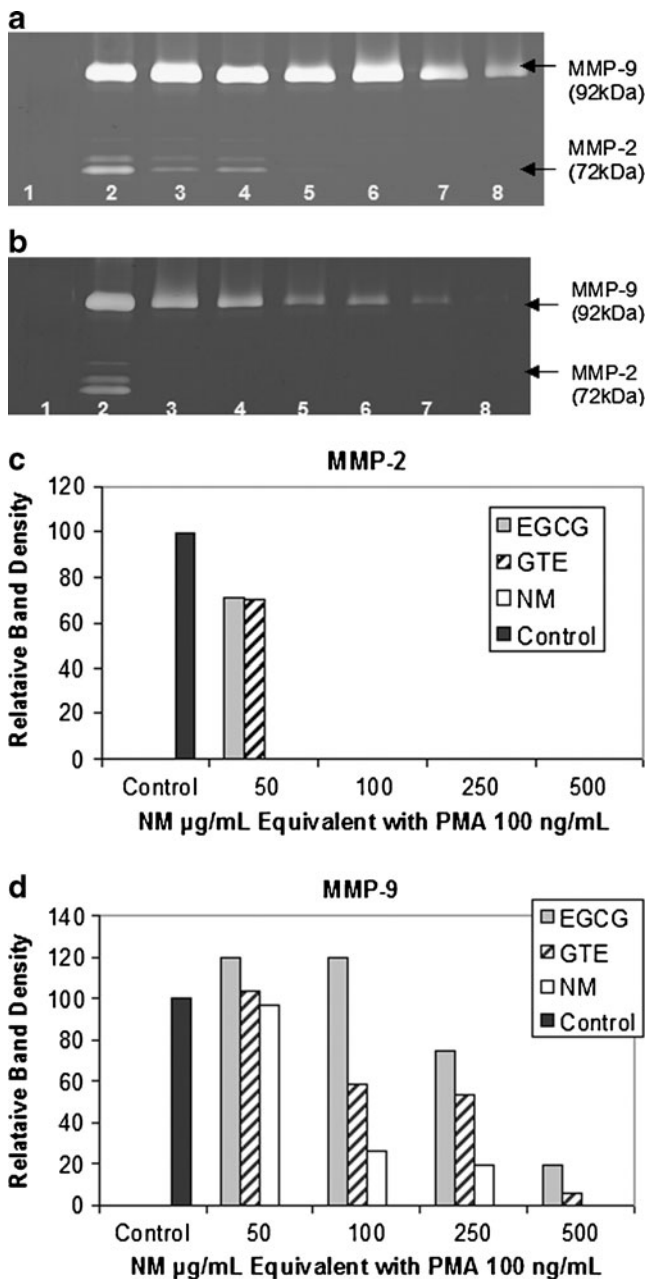 a
MMP-9
(92kDa)
MMP-2
(72kDa)
1 2 3 4 5 6 7 8
b
MMP-9
(92kDa)
MMP-2
(72kDa)
1 2 3 4 5 6 7 8
c
MMP-2
Relataive Band Density
120
100
80
60
40
20
0
EGCG
GTE
NM
Control
Control 50 100 250 500
NM µg/mL Equivalent with PMA 100 ng/mL
d
MMP-9
Relataive Band Density
140
120
100
80
60
40
20
0
EGCG
GTE
NM
Control
Control 50 100 250 500
NM µg/mL Equivalent with PMA 100 ng/mL